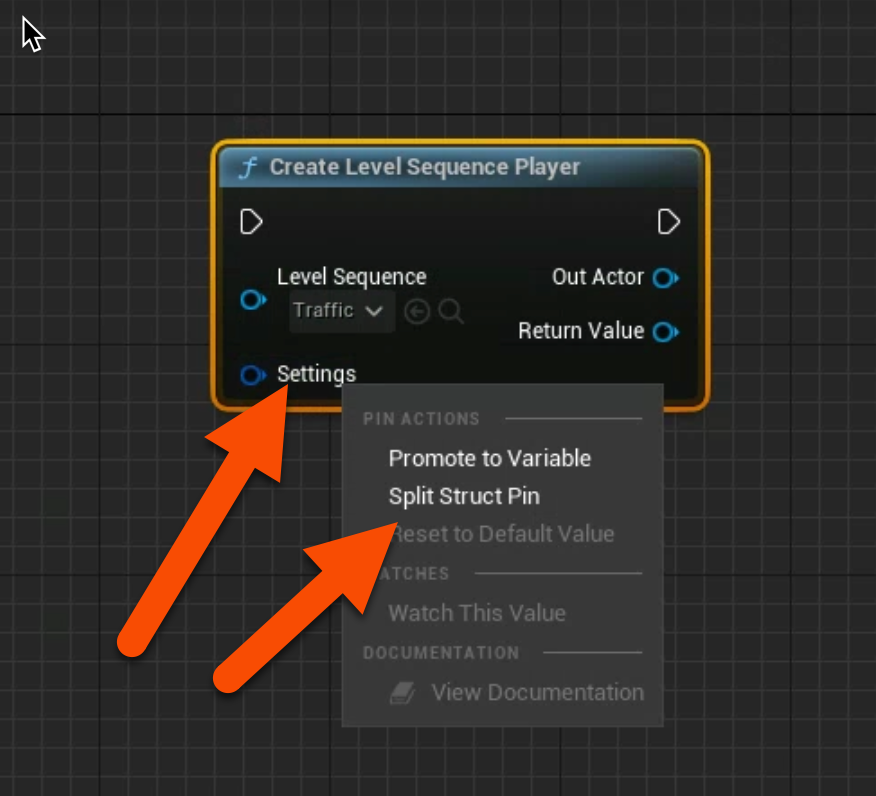 Create Level Sequence Player
Level Sequence
Out Actor
Traffic
Return Value
Settings
PIN ACTIONS
Promote to Variable
Split Struct Pin
Reset to Default Value
ATCHES
Watch This Value
DOCUMENTATION
View Documentation